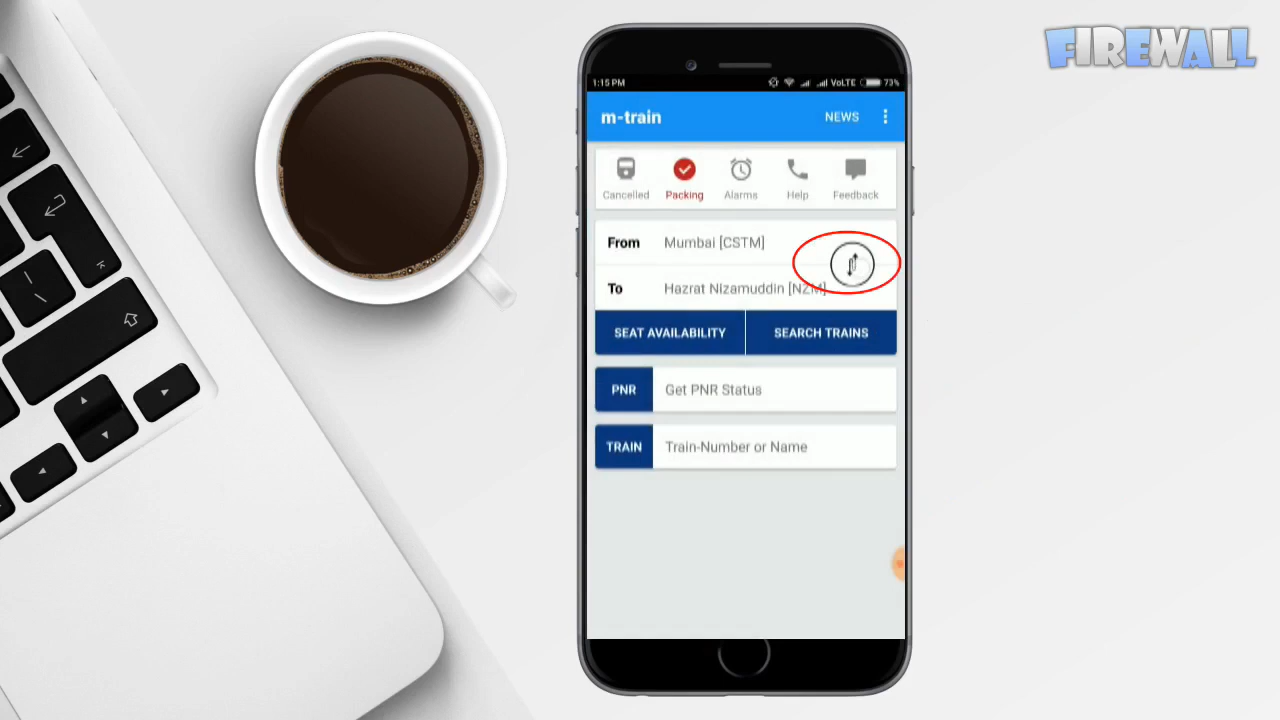 FIREWALL
1:15 PM VoLTE 73%
m-train NEWS
Cancelled Packing Alarms Help Feedback
From Mumbai [CSTM]
To Hazrat Nizamuddin [NZM]
SEAT AVAILABILITY SEARCH TRAINS
PNR Get PNR Status
TRAIN Train-Number or Name